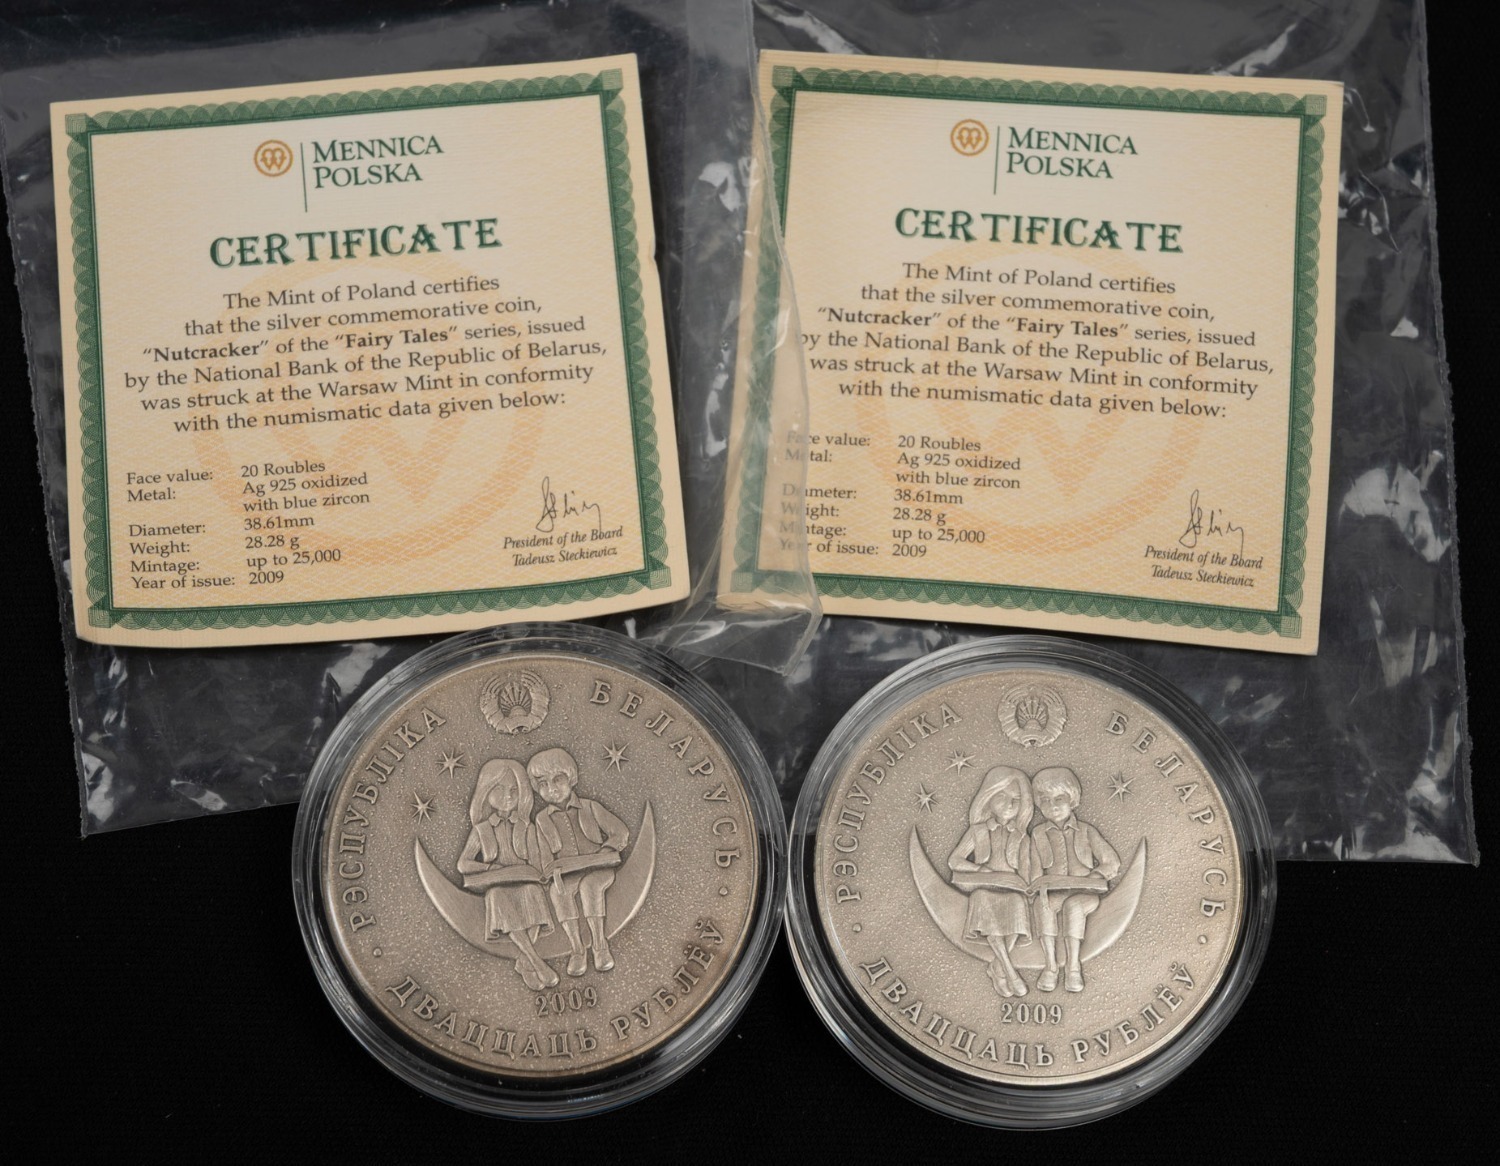 MENNICA
POLSKA
CERTIFICATE
The Mint of Poland certifies
that the silver commemorative coin,
“Nutcracker” of the “Fairy Tales” series, issued
by the National Bank of the Republic of Belarus,
was struck at the Warsaw Mint in conformity
with the numismatic data given below:
Face value: 20 Roubles
Metal: Ag 925 oxidized
with blue zircon
Diameter: 38.61mm
Weight: 28.28 g
Mintage: up to 25,000
Year of issue: 2009
President of the Board
Tadeusz Steckiewicz
MENNICA
POLSKA
CERTIFICATE
The Mint of Poland certifies
that the silver commemorative coin,
“Nutcracker” of the “Fairy Tales” series, issued
by the National Bank of the Republic of Belarus,
was struck at the Warsaw Mint in conformity
with the numismatic data given below:
Face value: 20 Roubles
Metal: Ag 925 oxidized
with blue zircon
Diameter: 38.61mm
Weight: 28.28 g
Mintage: up to 25,000
Year of issue: 2009
President of the Board
Tadeusz Steckiewicz
РЭСПУБЛІКА БЕЛАРУСЬ
2009
· ДВАЦЦАЦЬ РУБЛЁЎ ·
РЭСПУБЛІКА БЕЛАРУСЬ
2009
· ДВАЦЦАЦЬ РУБЛЁЎ ·